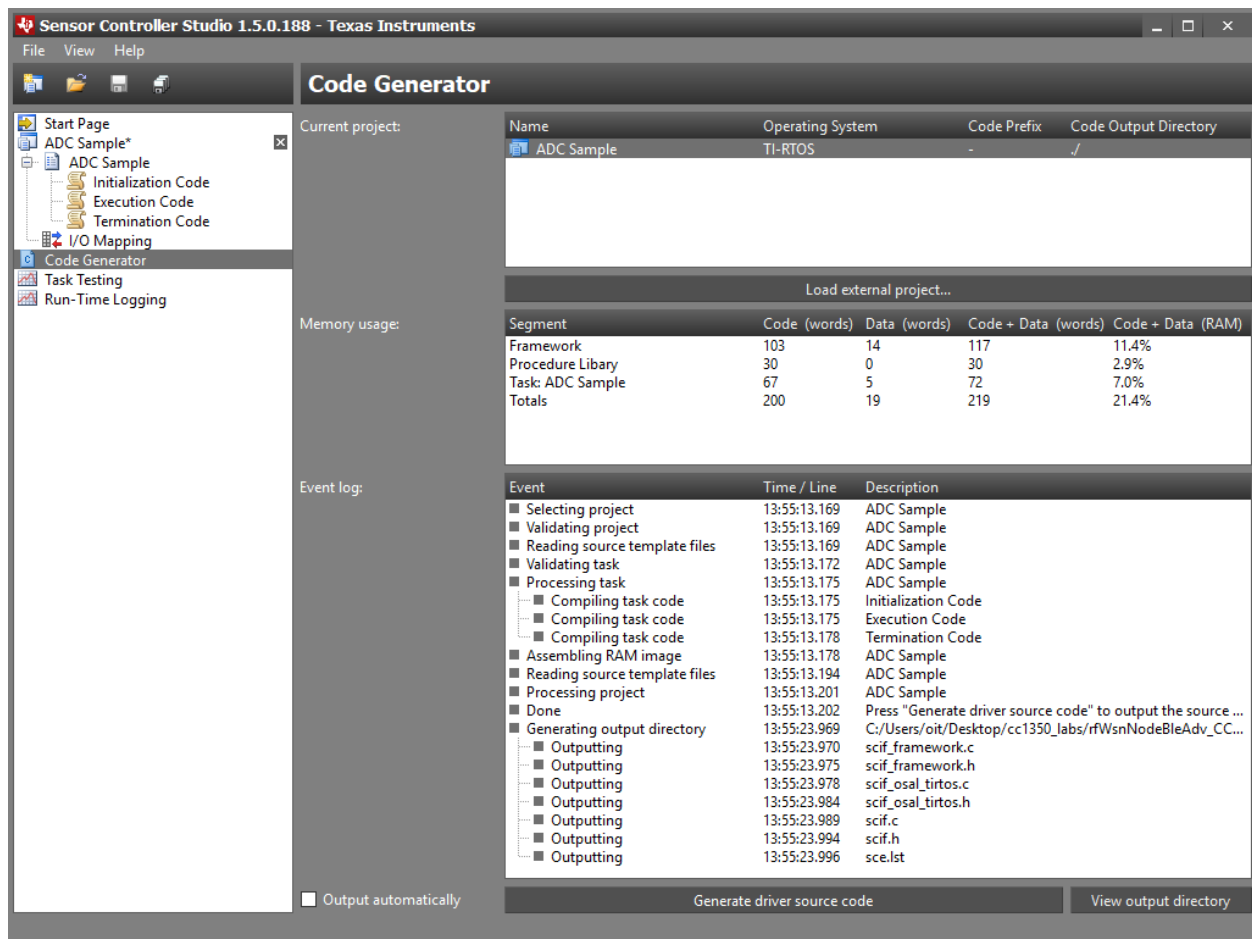 Sensor Controller Studio 1.5.0.188 - Texas Instruments
File View Help
Code Generator
Start Page
ADC Sample*
ADC Sample
Initialization Code
Execution Code
Termination Code
I/O Mapping
Code Generator
Task Testing
Run-Time Logging
Current project:
Name Operating System Code Prefix Code Output Directory
ADC Sample TI-RTOS - ./
Load external project...
Memory usage:
Segment Code (words) Data (words) Code + Data (words) Code + Data (RAM)
Framework 103 14 117 11.4%
Procedure Libary 30 0 30 2.9%
Task: ADC Sample 67 5 72 7.0%
Totals 200 19 219 21.4%
Event log:
Event Time / Line Description
Selecting project 13:55:13.169 ADC Sample
Validating project 13:55:13.169 ADC Sample
Reading source template files 13:55:13.169 ADC Sample
Validating task 13:55:13.172 ADC Sample
Processing task 13:55:13.175 ADC Sample
Compiling task code 13:55:13.175 Initialization Code
Compiling task code 13:55:13.175 Execution Code
Compiling task code 13:55:13.178 Termination Code
Assembling RAM image 13:55:13.178 ADC Sample
Reading source template files 13:55:13.194 ADC Sample
Processing project 13:55:13.201 ADC Sample
Done 13:55:13.202 Press "Generate driver source code" to output the source ...
Generating output directory 13:55:23.969 C:/Users/oit/Desktop/cc1350_labs/rfWsnNodeBleAdv_CC...
Outputting 13:55:23.970 scif_framework.c
Outputting 13:55:23.975 scif_framework.h
Outputting 13:55:23.978 scif_osal_tirtos.c
Outputting 13:55:23.984 scif_osal_tirtos.h
Outputting 13:55:23.989 scif.c
Outputting 13:55:23.994 scif.h
Outputting 13:55:23.996 sce.lst
Output automatically
Generate driver source code
View output directory